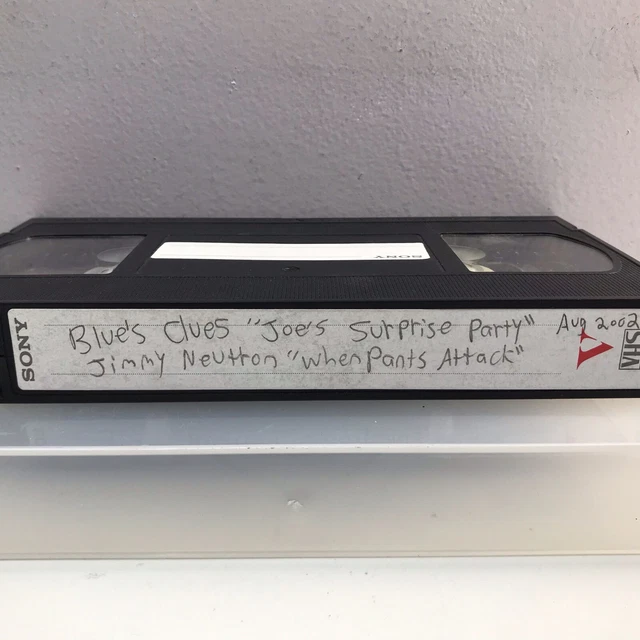 SONY
SONY
Blue's Clues "Joe's Surprise Party" Aug 2002
Jimmy Neutron "When Pants Attack"
V
VHS